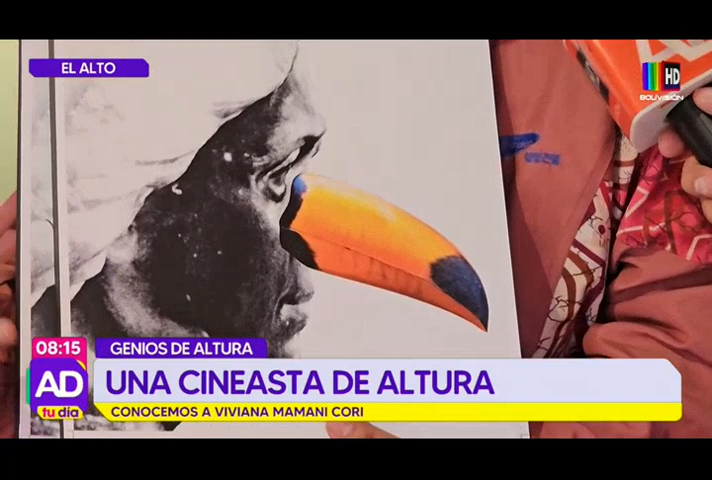 EL ALTO
HD
BOLIVISIÓN
08:15
GENIOS DE ALTURA
AD
UNA CINEASTA DE ALTURA
tu día
CONOCEMOS A VIVIANA MAMANI CORI